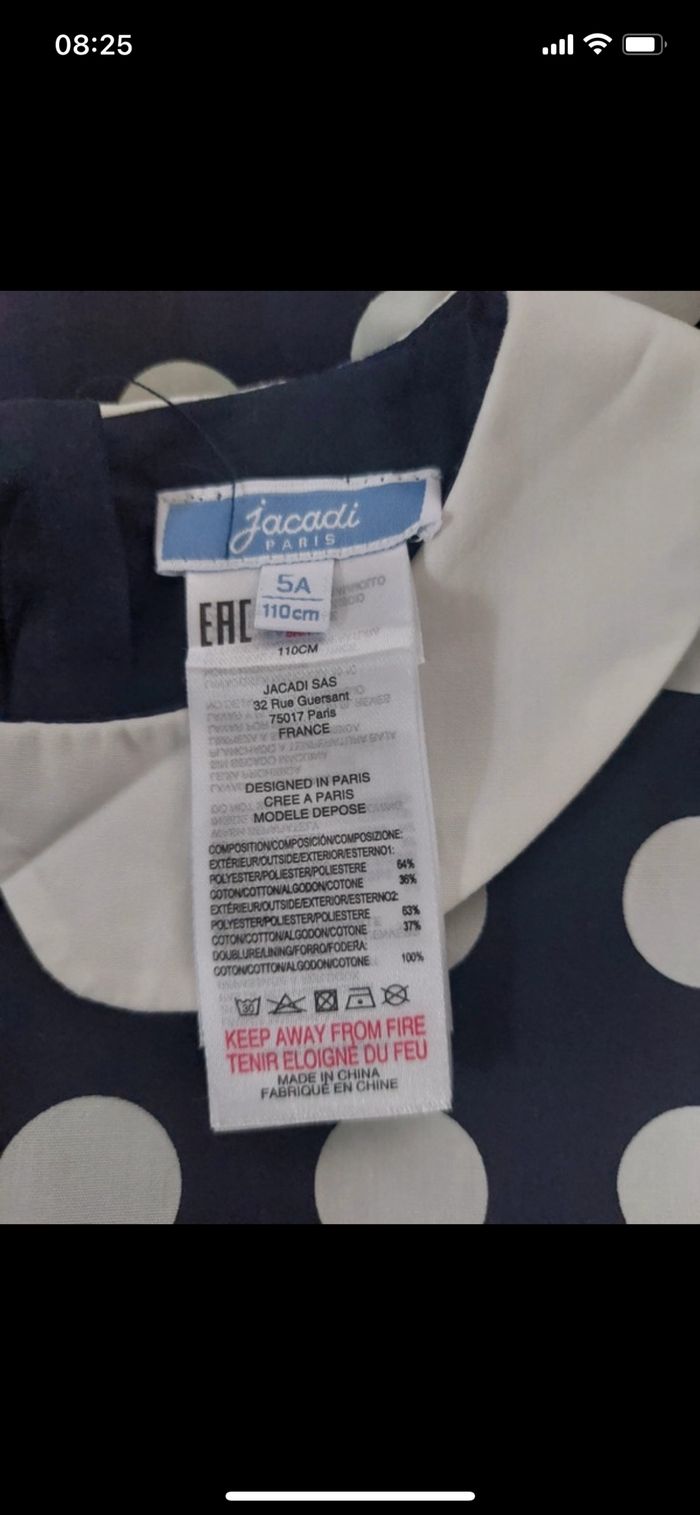 08:25
jacadi
PARIS
5A
110cm
EAC
110CM
JACADI SAS
32 Rue Guersant
75017 Paris
FRANCE
DESIGNED IN PARIS
CREE A PARIS
MODELE DEPOSE
COMPOSITION/COMPOSICIÓN/COMPOSIZIONE:
EXTÉRIEUR/OUTSIDE/EXTERIOR/ESTERNO1:
POLYESTER/POLIESTER/POLIESTERE 64%
COTON/COTTON/ALGODON/COTONE 36%
EXTÉRIEUR/OUTSIDE/EXTERIOR/ESTERNO2:
POLYESTER/POLIESTER/POLIESTERE 63%
COTON/COTTON/ALGODON/COTONE 37%
DOUBLURE/LINING/FORRO/FODERA:
COTON/COTTON/ALGODON/COTONE 100%
30
KEEP AWAY FROM FIRE
TENIR ELOIGNÉ DU FEU
MADE IN CHINA
FABRIQUÉ EN CHINE